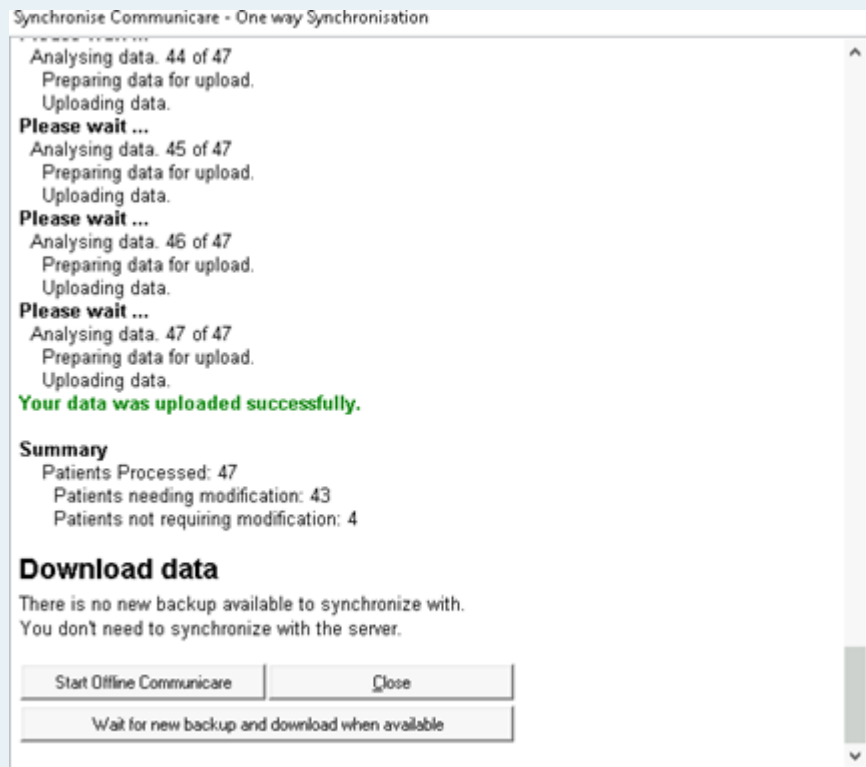 Synchronise Communicare - One way Synchronisation
Analysing data. 44 of 47
Preparing data for upload.
Uploading data.
Please wait ...
Analysing data. 45 of 47
Preparing data for upload.
Uploading data.
Please wait ...
Analysing data. 46 of 47
Preparing data for upload.
Uploading data.
Please wait ...
Analysing data. 47 of 47
Preparing data for upload.
Uploading data.
Your data was uploaded successfully.
Summary
Patients Processed: 47
Patients needing modification: 43
Patients not requiring modification: 4
Download data
There is no new backup available to synchronize with.
You don't need to synchronize with the server.
Start Offline Communicare
Close
Wait for new backup and download when available